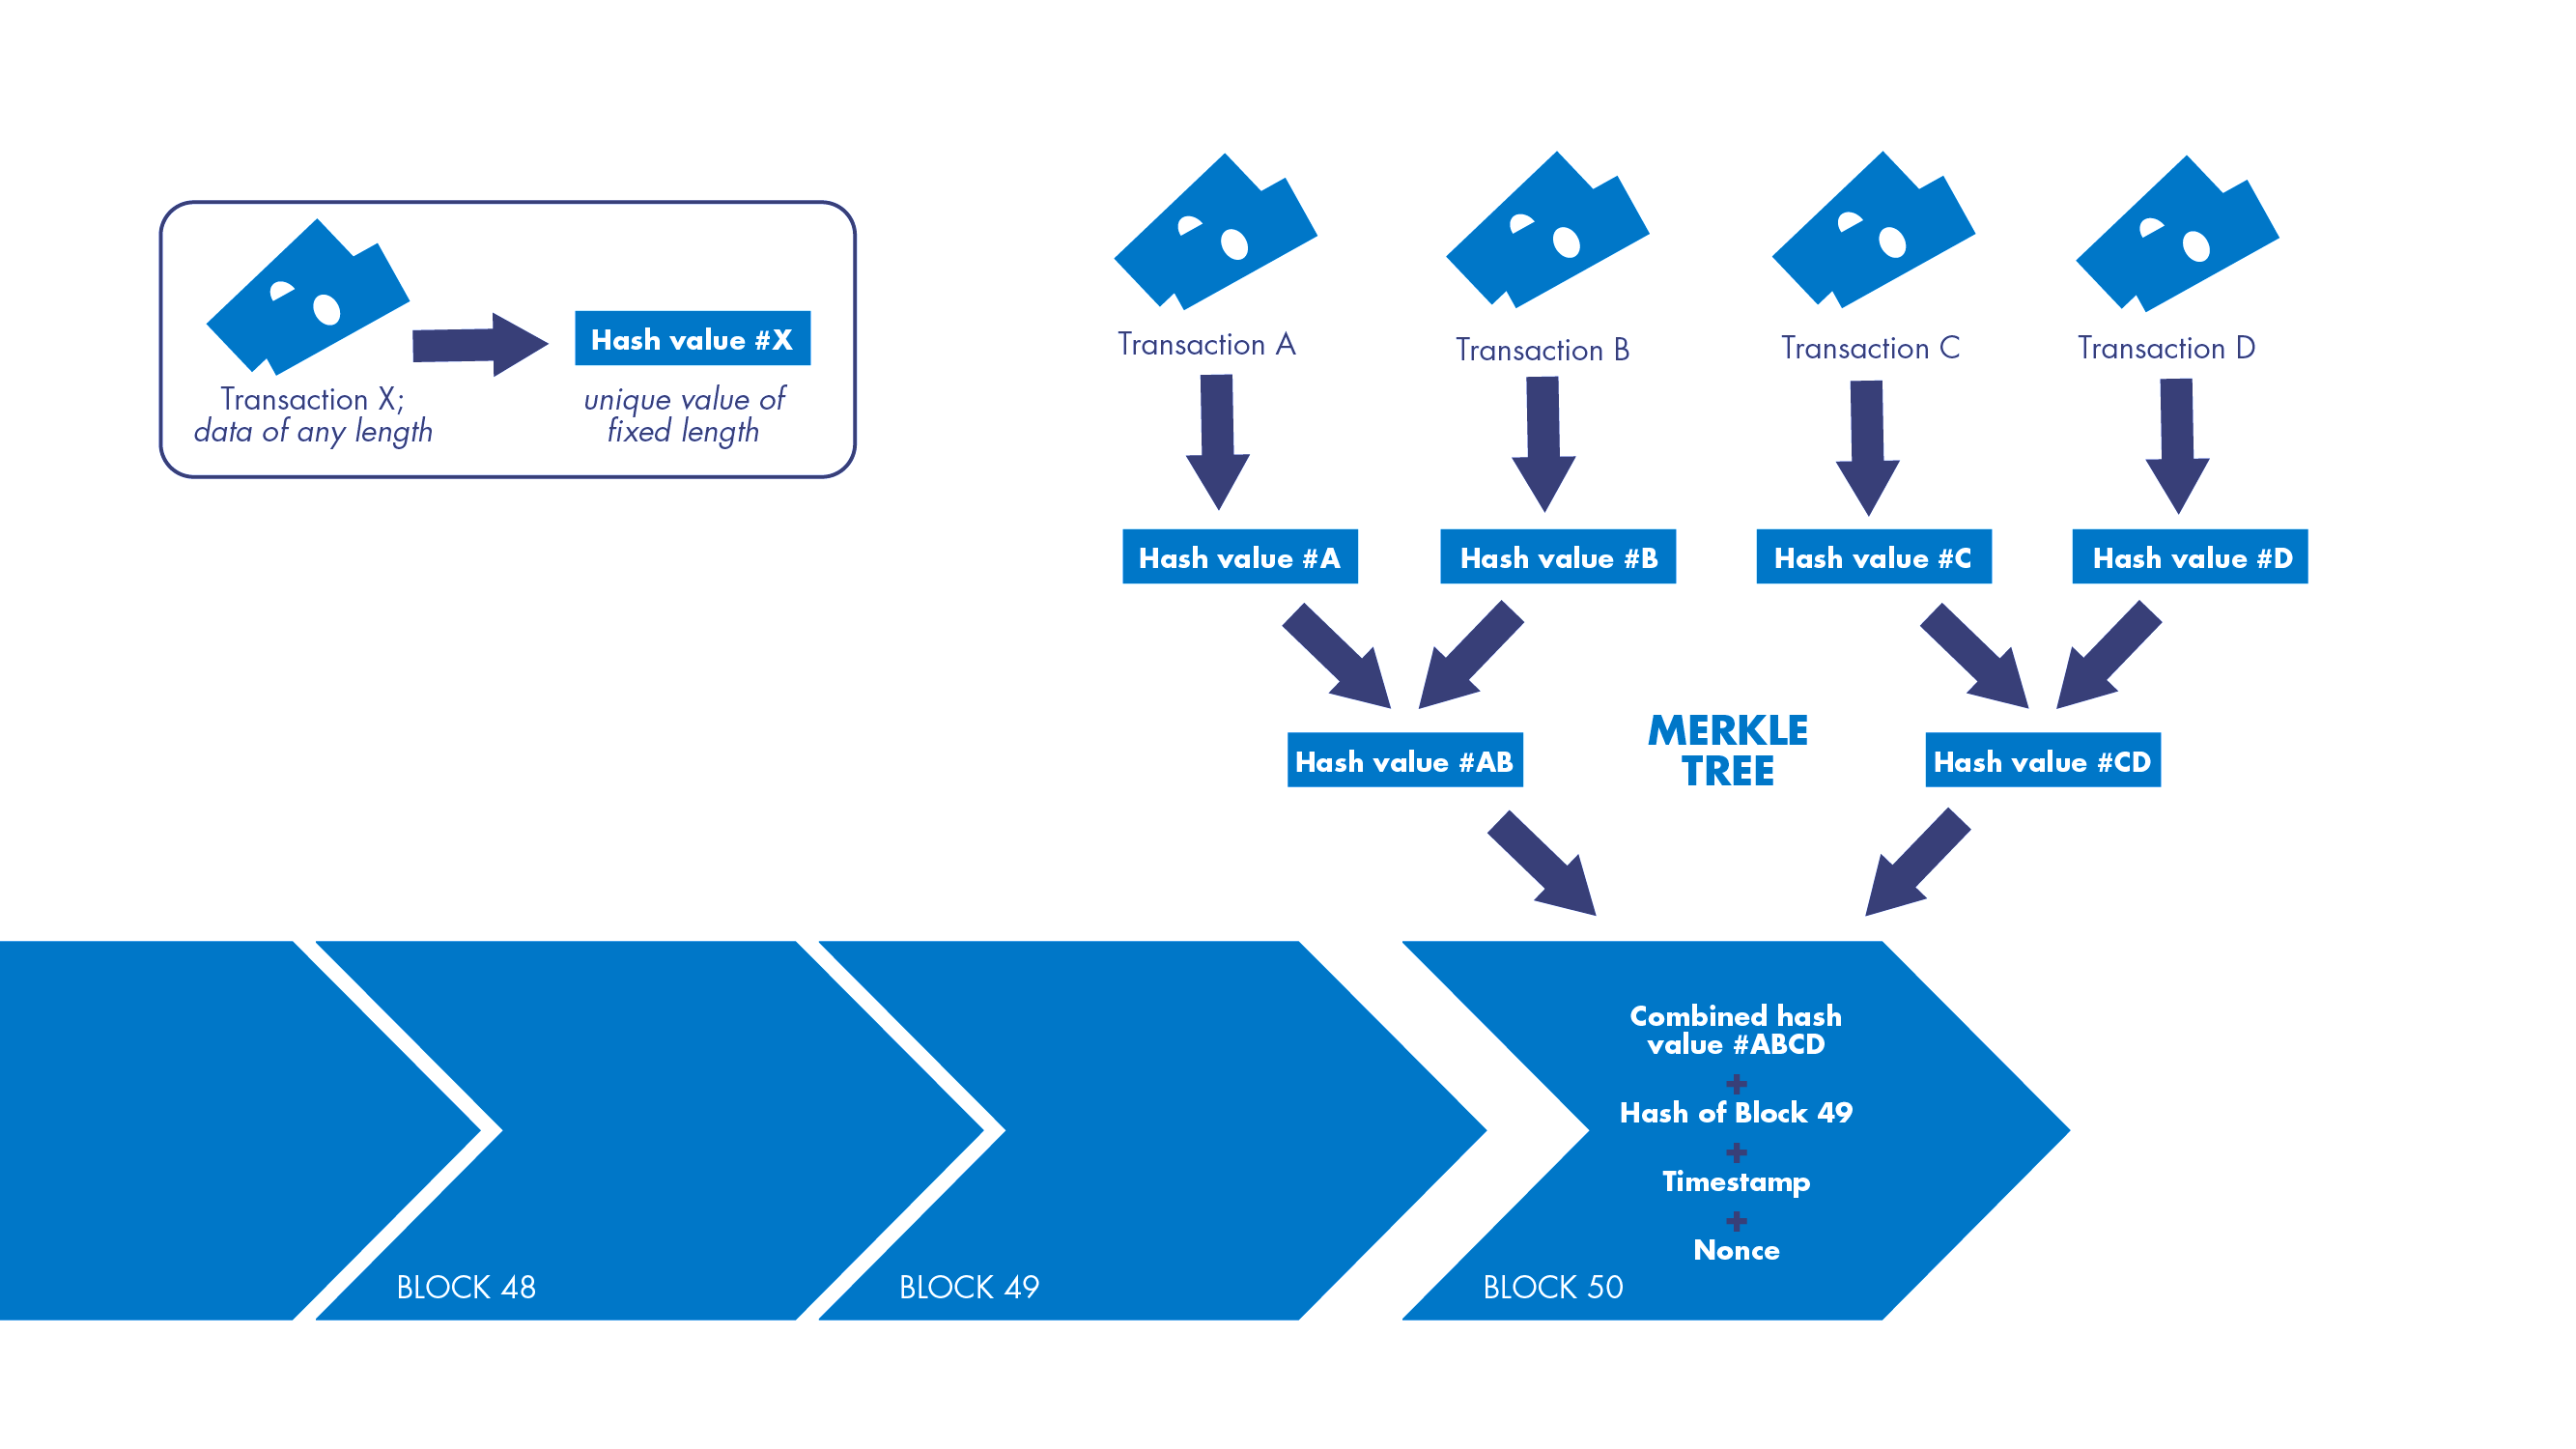 Transaction X;
data of any length
Hash value #X
unique value of
fixed length
Transaction A
Transaction B
Transaction C
Transaction D
Hash value #A
Hash value #B
Hash value #C
Hash value #D
MERKLE
TREE
Hash value #AB
Hash value #CD
BLOCK 48
BLOCK 49
Combined hash
value #ABCD
+
Hash of Block 49
+
Timestamp
+
Nonce
BLOCK 50